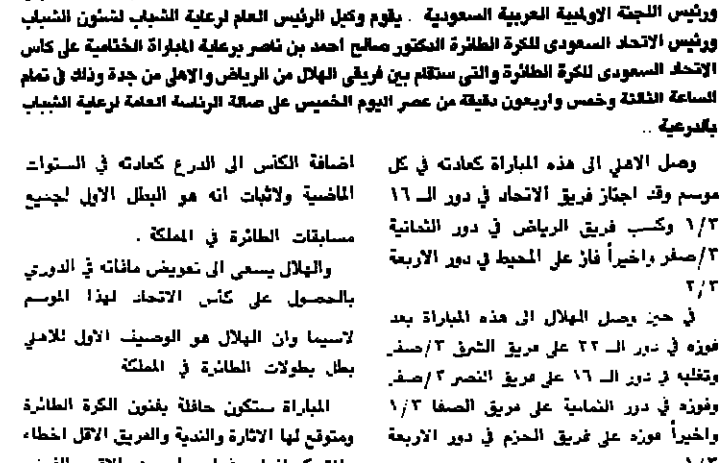 ورئيس اللجنة الاولمبية العربية السعودية . يقوم وكيل الرئيس العام لرعاية الشباب لشئون الشباب
ورئيس الاتحاد السعودى للكرة الطائرة الدكتور صالح احمد بن ناصر برعاية المباراة الختامية على كأس
الاتحاد السعودى للكرة الطائرة والتى ستقام بين فريقى الهلال من الرياض والاهلى من جدة وذلك فى تمام
الساعة الثالثة وخمس واربعون دقيقة من عصر اليوم الخميس على صالة الرئاسة العامة لرعاية الشباب
بالدرعية ..
وصل الاهلي الى هذه المباراة كعادته في كل
موسم وقد اجتاز فريق الاتحاد في دور الـ ١٦
١/٣ وكسب فريق الرياض في دور الثمانية
٣/صفر واخيراً فاز على المحيط في دور الاربعة
٢/٣
في حين وصل الهلال الى هذه المباراة بعد
فوزه في دور الـ ٣٢ على فريق الشرق ٣/صفر
وتغلبه في دور الـ ١٦ على فريق النصر ٣/صفر
وفوزه في دور الثمانية على فريق الصفا ١/٣
واخيراً فوزه على فريق الحزم في دور الاربعة
١/٣
اضافة الكأس الى الدرع كعادته في السنوات
الماضية ولاثبات انه هو البطل الاول لجميع
مسابقات الطائرة في المملكة .
والهلال يسعى الى تعويض مافاته في الدوري
بالحصول على كأس الاتحاد لهذا الموسم
لاسيما وان الهلال هو الوصيف الاول للاهلي
بطل بطولات الطائرة في المملكة
المباراة ستكون حافلة بفنون الكرة الطائرة
ومتوقع لها الاثارة والندية والفريق الاقل اخطاء